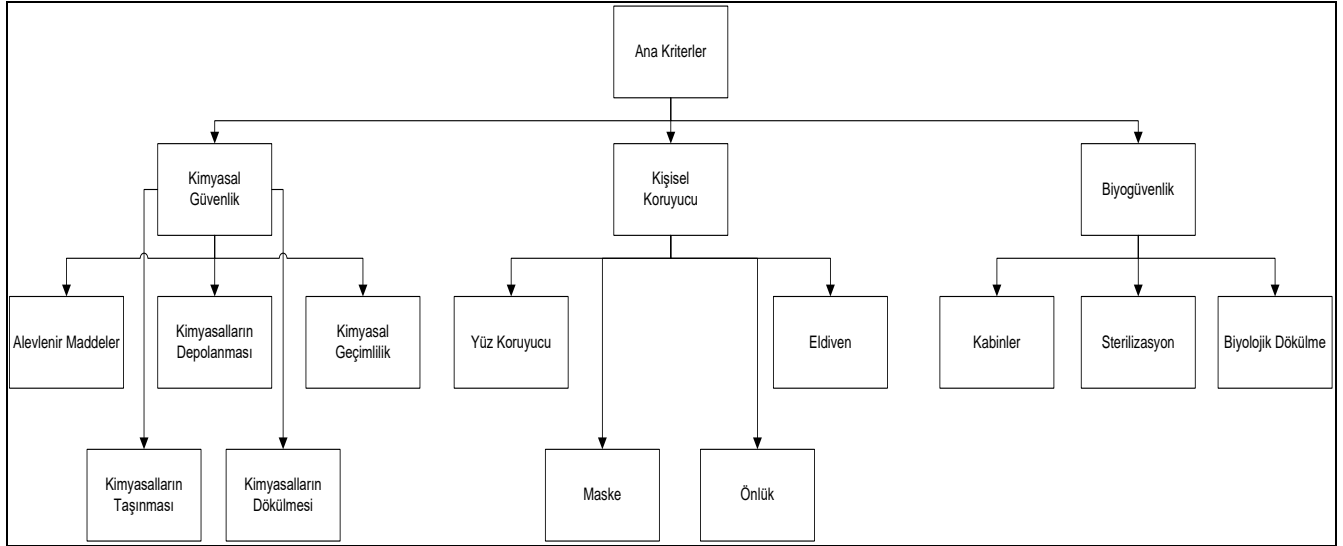 Ana Kriterler
Kimyasal
Güvenlik
Kişisel
Koruyucu
Biyogüvenlik
Alevlenir Maddeler
Kimyasalların
Depolanması
Kimyasal
Geçimlilik
Yüz Koruyucu
Eldiven
Kabinler
Sterilizasyon
Biyolojik Dökülme
Kimyasalların
Taşınması
Kimyasalların
Dökülmesi
Maske
Önlük